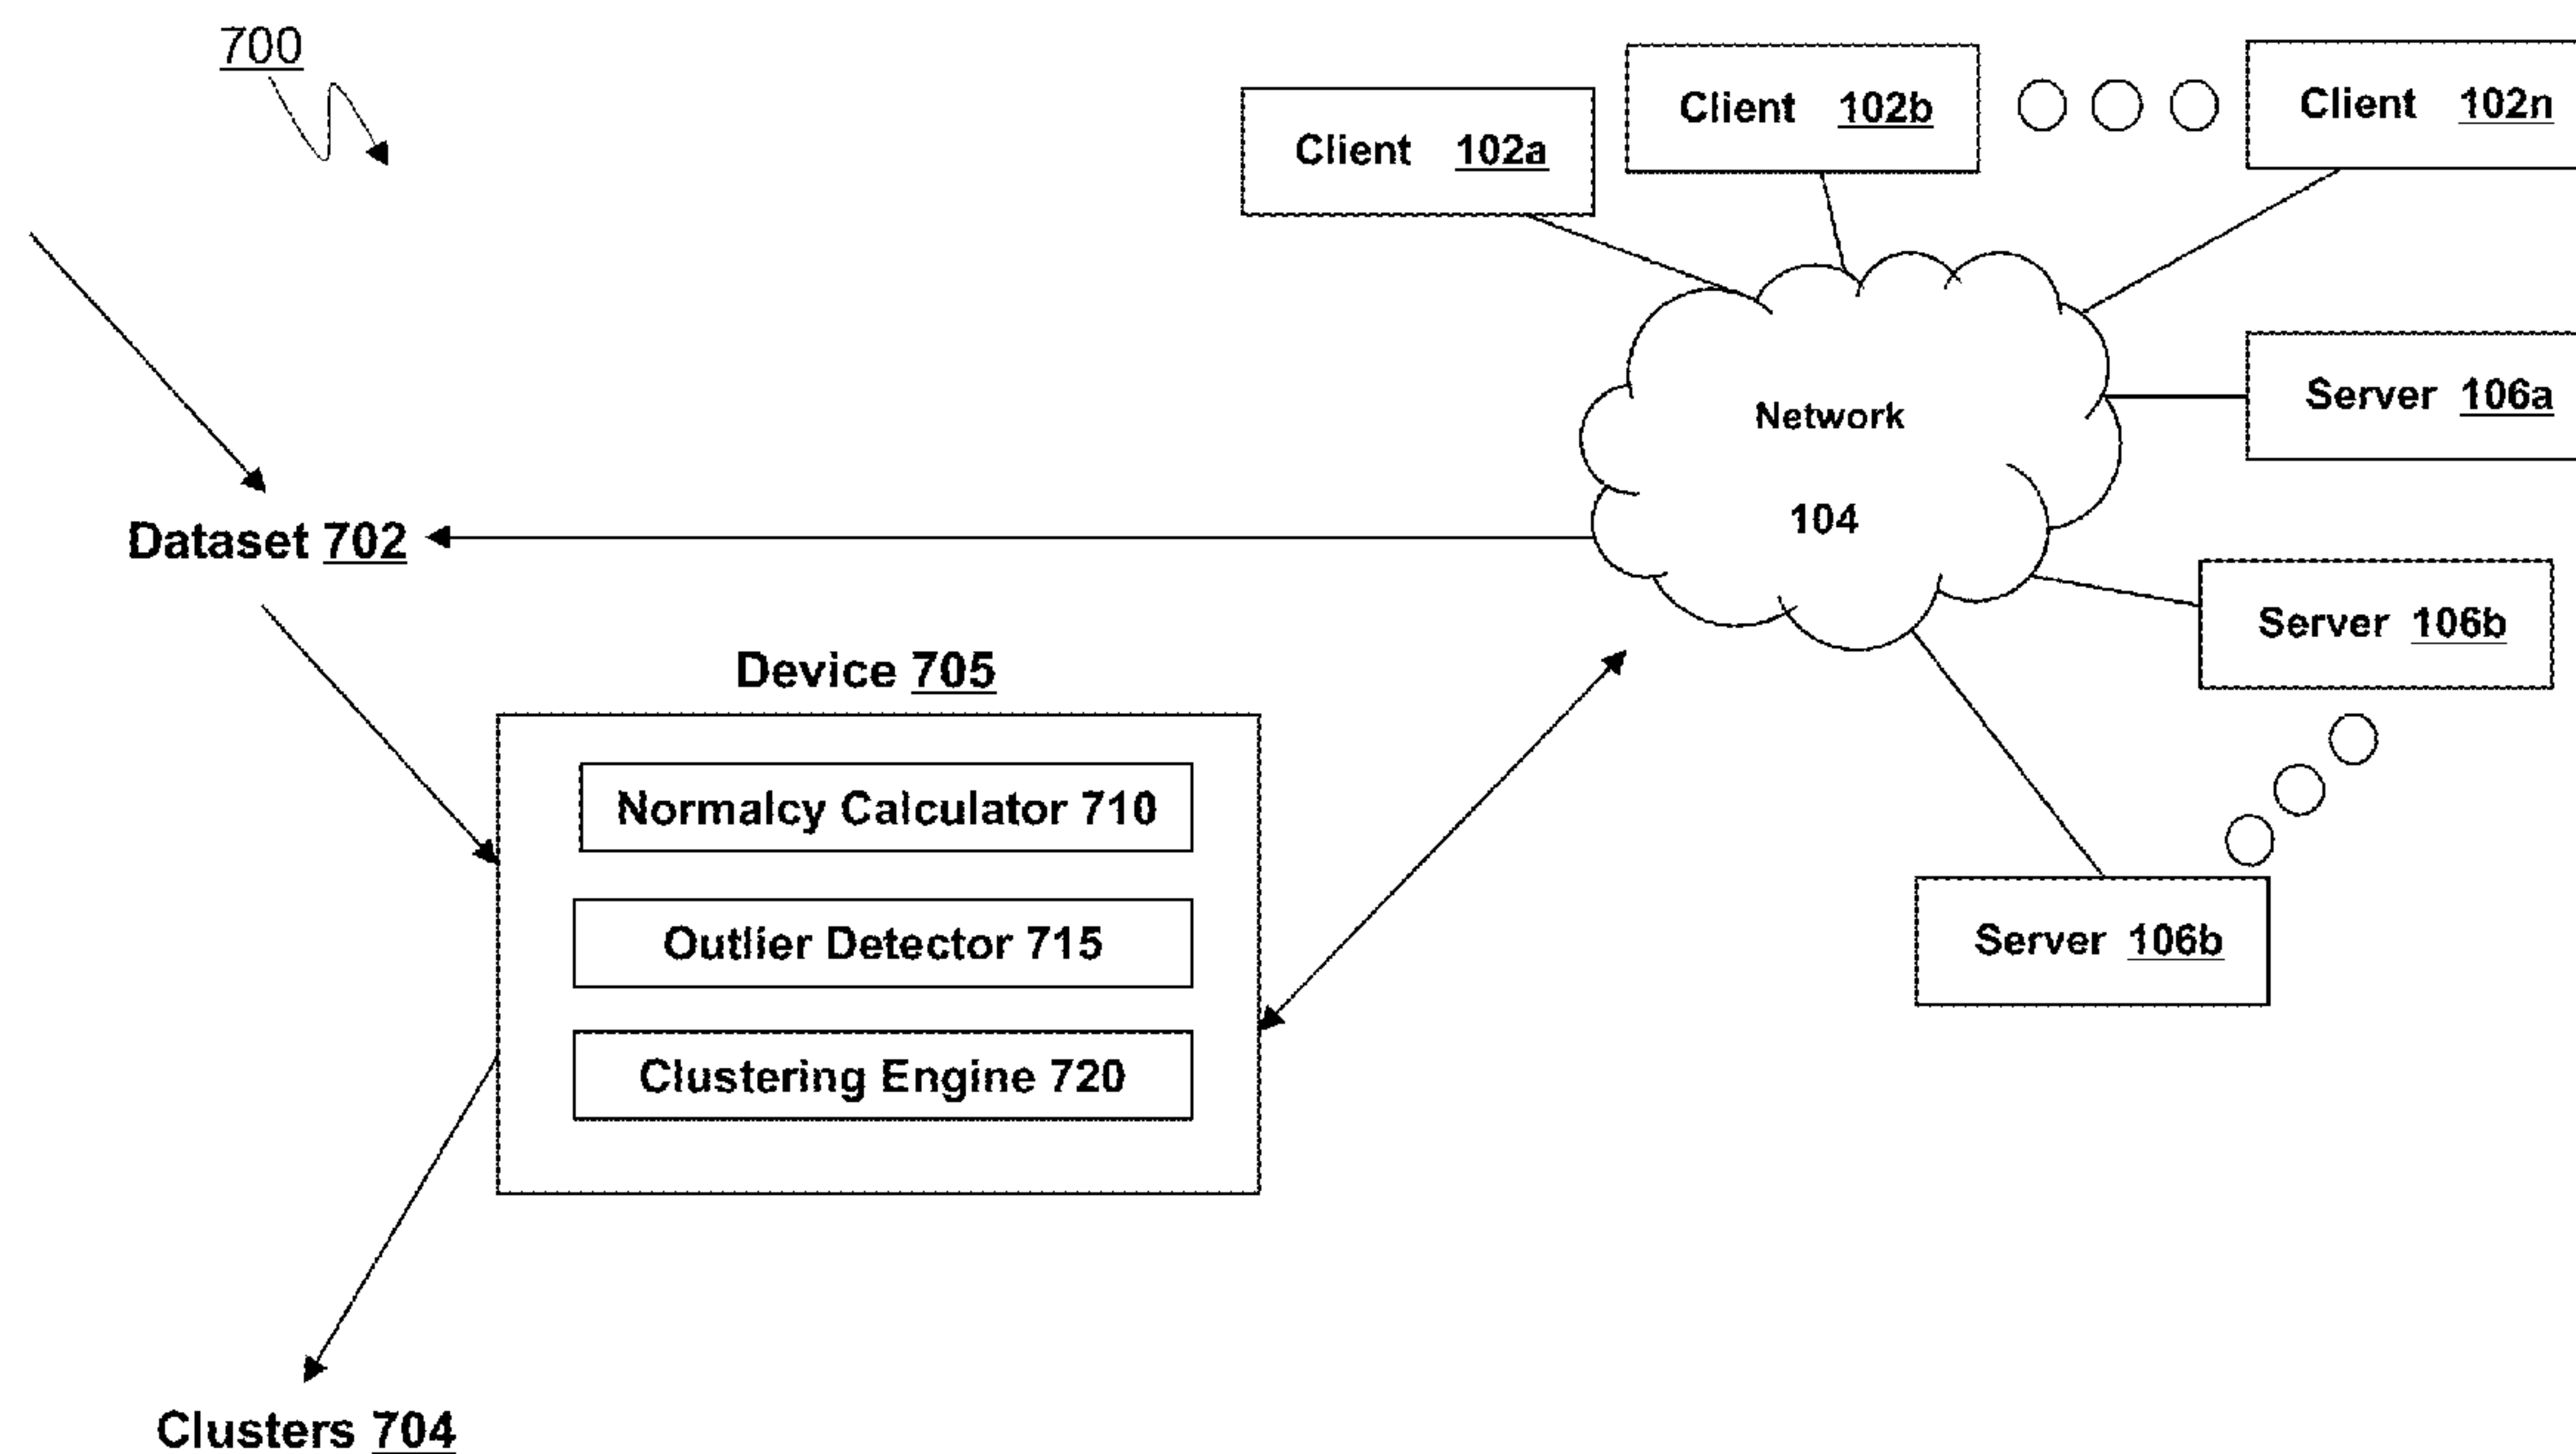 700
Client 102a
Client 102b
Client 102n
Network
104
Server 106a
Dataset 702
Server 106b
Device 705
Normalcy Calculator 710
Outlier Detector 715
Clustering Engine 720
Server 106b
Clusters 704